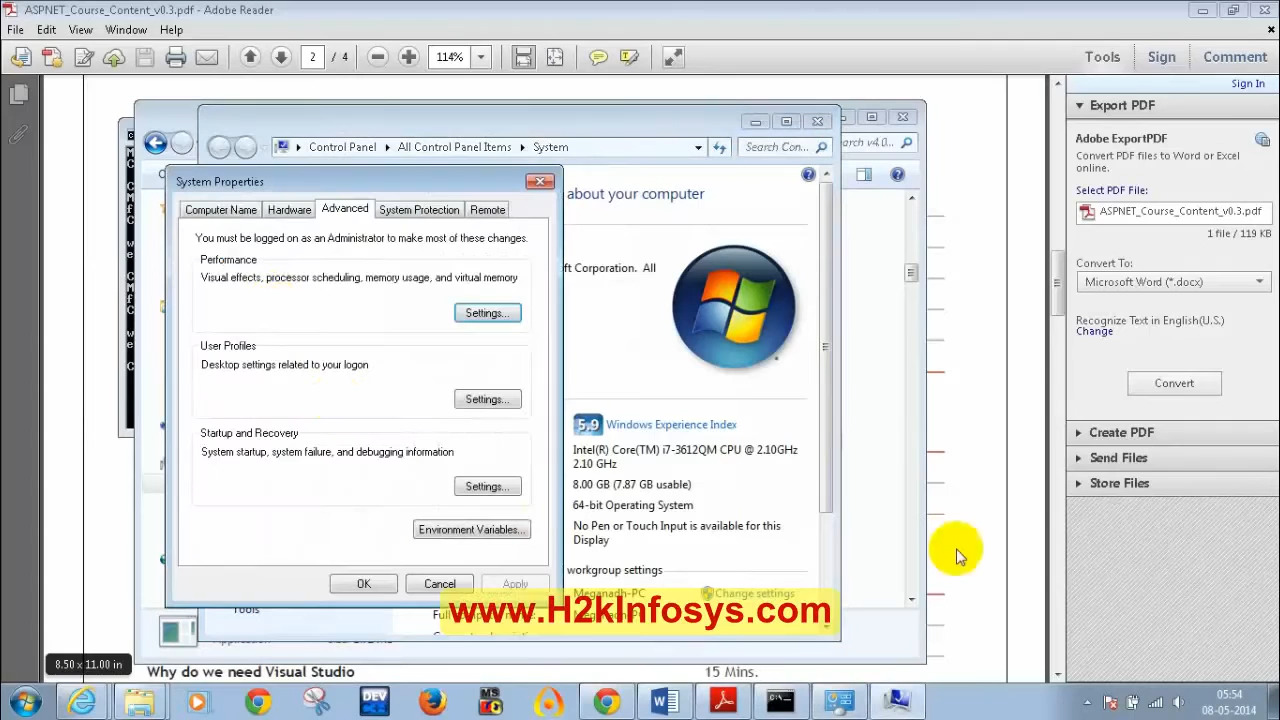 ASPNET_Course_Content_v0.3.pdf - Adobe Reader
File Edit View Window Help
2 / 4
114%
Tools Sign Comment
Sign In
Export PDF
Adobe ExportPDF
Convert PDF files to Word or Excel
online.
Select PDF File:
ASPNET_Course_Content_v0.3.pdf
1 file / 119 KB
Convert To:
Microsoft Word (*.docx)
Recognize Text in English(U.S.)
Change
Convert
Create PDF
Send Files
Store Files
Control Panel All Control Panel Items System
Search Con...
arch v4.0...
about your computer
ft Corporation. All
5.9 Windows Experience Index
Intel(R) Core(TM) i7-3612QM CPU @ 2.10GHz
2.10 GHz
8.00 GB (7.87 GB usable)
64-bit Operating System
No Pen or Touch Input is available for this
Display
workgroup settings
Meganadh-PC
Change settings
System Properties
Computer Name Hardware Advanced System Protection Remote
You must be logged on as an Administrator to make most of these changes.
Performance
Visual effects, processor scheduling, memory usage, and virtual memory
Settings...
User Profiles
Desktop settings related to your logon
Settings...
Startup and Recovery
System startup, system failure, and debugging information
Settings...
Environment Variables...
OK Cancel Apply
www.H2kInfosys.com
Tools
8.50 x 11.00 in
Why do we need Visual Studio 15 Mins.
DEV
MS
05:54
08-05-2014